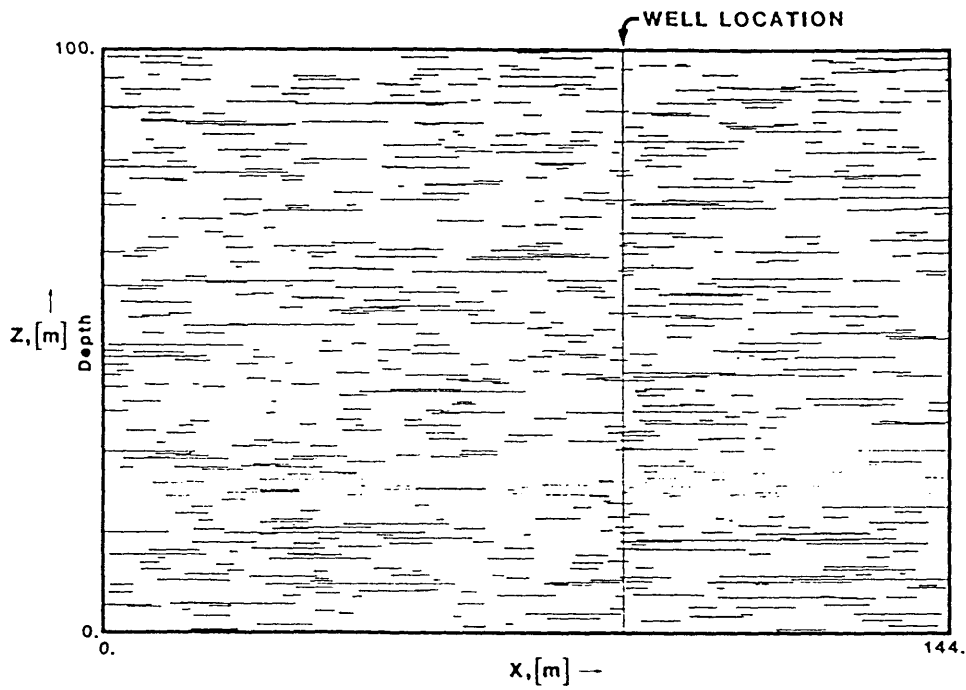 WELL LOCATION
100.
Z,[m]
Depth
0.
0.
144.
X,[m]